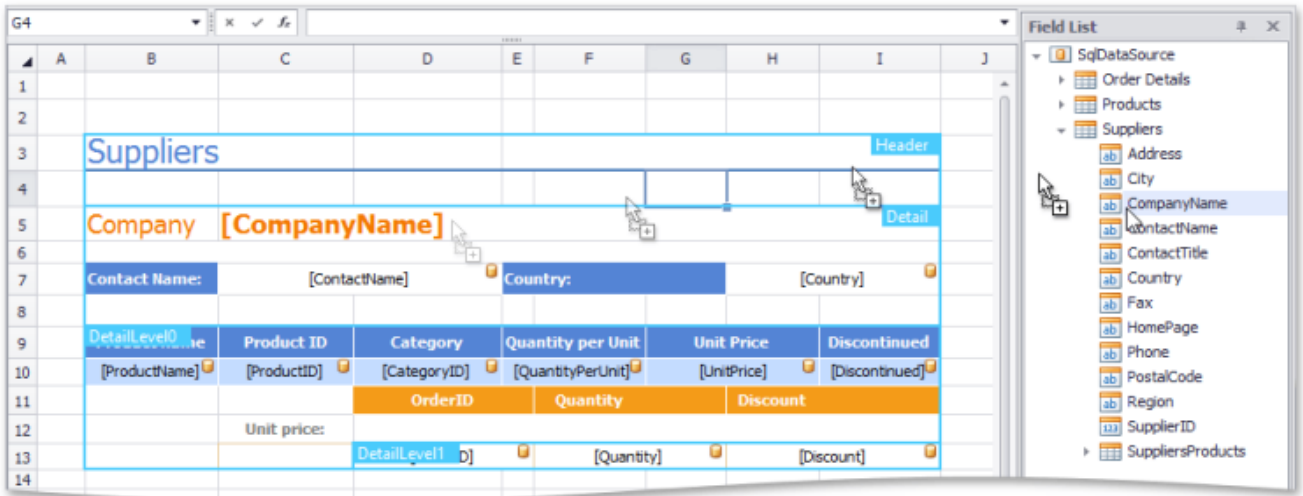 G4
fx
Field List
A B C D E F G H I J
SqlDataSource
1
Order Details
2
Products
Suppliers
3 Suppliers Header
Address
4
City
5 Company [CompanyName] Detail
CompanyName
ContactName
6
ContactTitle
7 Contact Name: [ContactName] Country: [Country]
Country
8
Fax
HomePage
9 DetailLevel0 Product ID Category Quantity per Unit Unit Price Discontinued
Phone
10 [ProductName] [ProductID] [CategoryID] [QuantityPerUnit] [UnitPrice] [Discontinued]
PostalCode
11 OrderID Quantity Discount
Region
12 Unit price:
SupplierID
13 DetailLevel1 D] [Quantity] [Discount]
SuppliersProducts
14